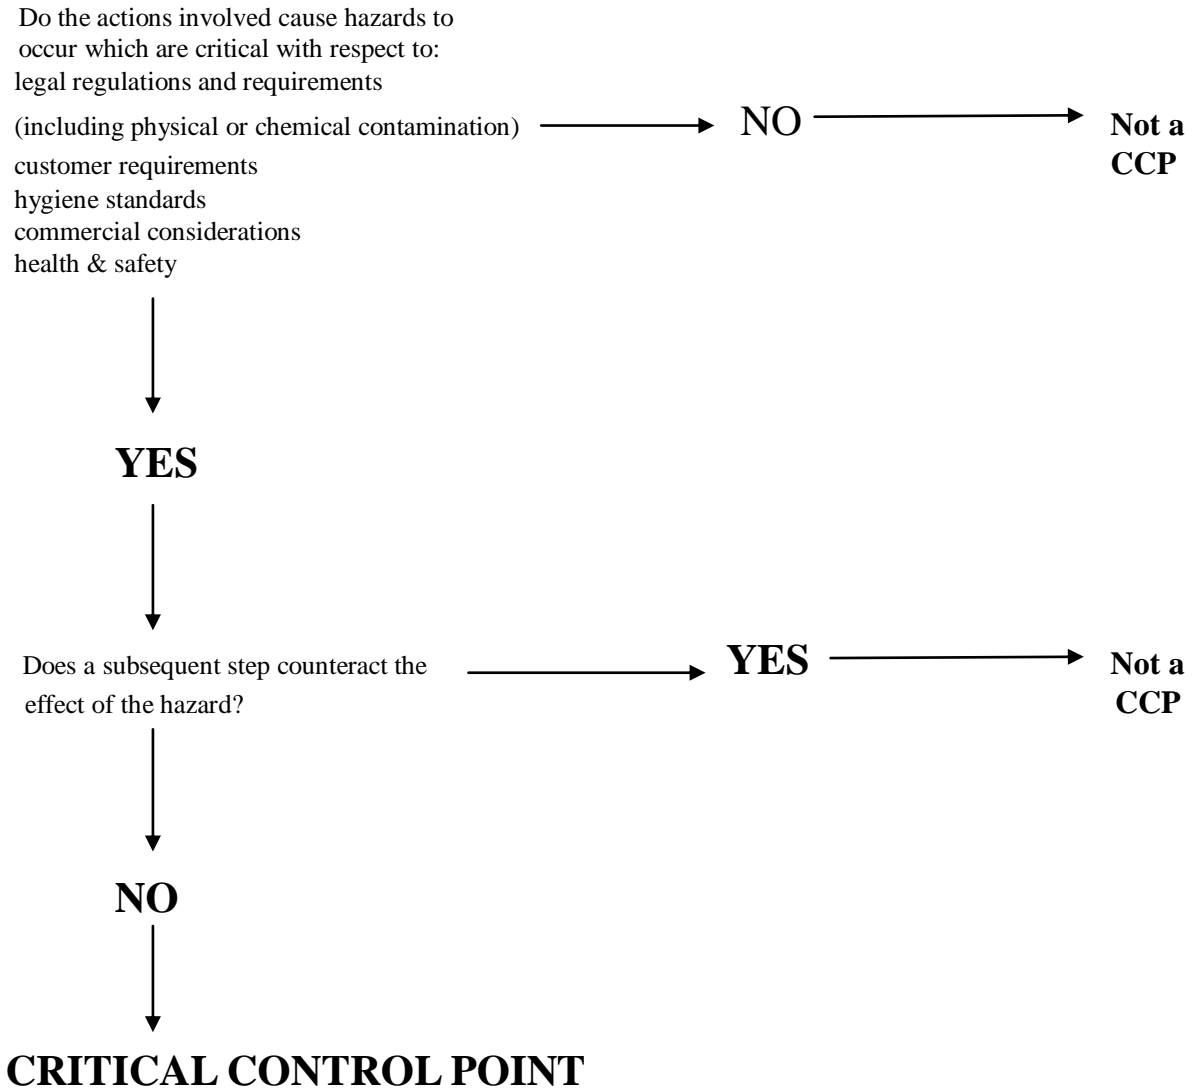 Do the actions involved cause hazards to
occur which are critical with respect to:
legal regulations and requirements
(including physical or chemical contamination)
customer requirements
hygiene standards
commercial considerations
health & safety
NO
Not a
CCP
YES
Does a subsequent step counteract the
effect of the hazard?
YES
Not a
CCP
NO
CRITICAL CONTROL POINT